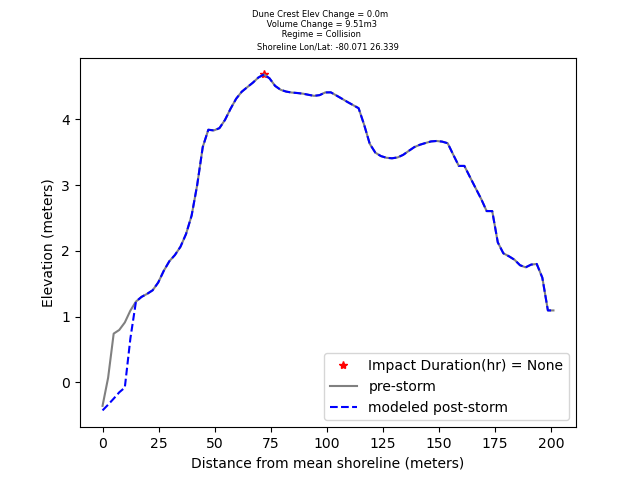 Dune Crest Elev Change = 0.0m
Volume Change = 9.51m3
Regime = Collision
Shoreline Lon/Lat: -80.071 26.339
4
3
2
1
0
Elevation (meters)
Impact Duration(hr) = None
pre-storm
modeled post-storm
0 25 50 75 100 125 150 175 200
Distance from mean shoreline (meters)